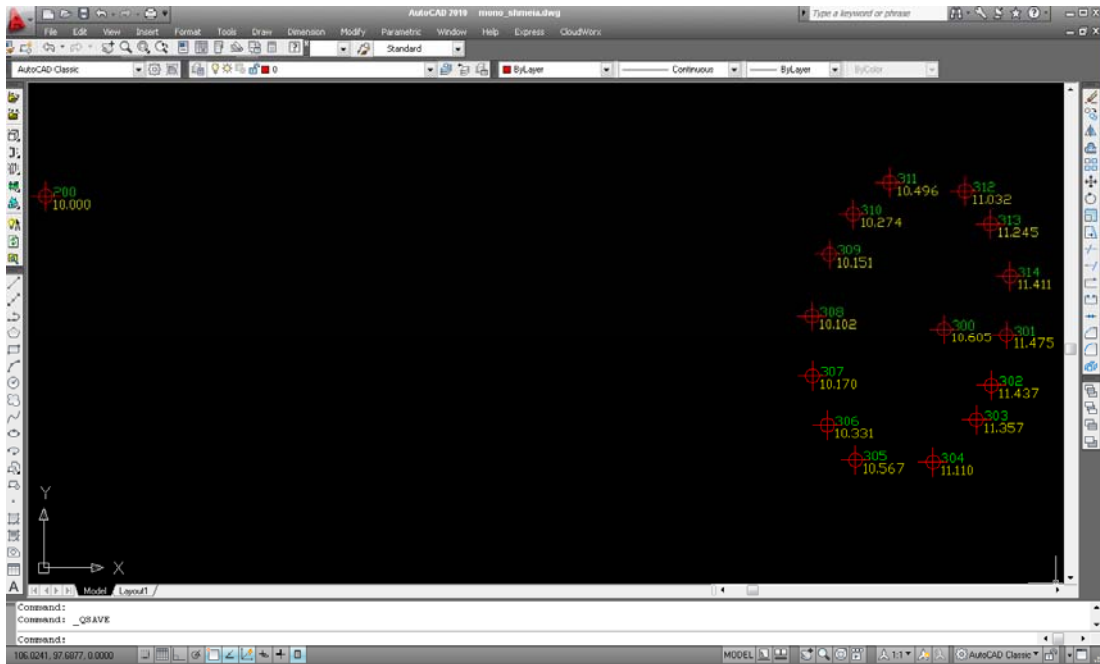 AutoCAD 2010 mono_shmeia.dwg
Type a keyword or phrase
File Edit View Insert Format Tools Draw Dimension Modify Parametric Window Help Express CloudWorx
Standard
AutoCAD Classic
0
ByLayer
Continuous
ByLayer
ByColor
311
10.496
312
11.032
200
10.000
310
10.274
313
11.245
309
10.151
314
11.411
308
10.102
300
10.605
301
11.475
307
10.170
302
11.437
306
10.331
303
11.357
305
10.567
304
11.110
Y
X
Model Layout1
Command:
Command: _QSAVE
Command:
106.0241, 97.6877, 0.0000
MODEL
1:1
AutoCAD Classic